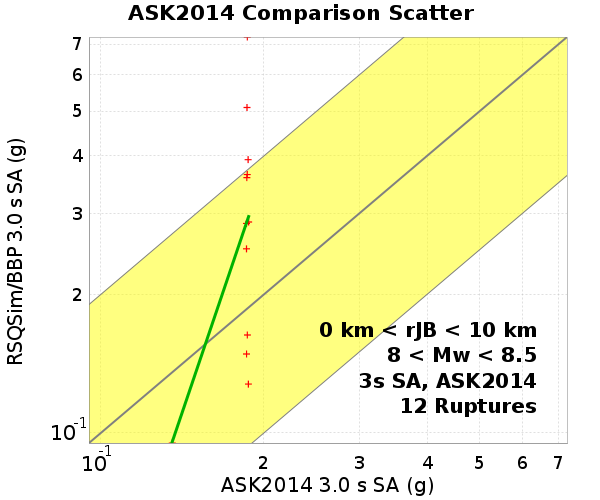 ASK2014 Comparison Scatter
RSQSim/BBP 3.0 s SA (g)
7
6
5
4
3
2
10-1
0 km < rJB < 10 km
8 < Mw < 8.5
3s SA, ASK2014
12 Ruptures
10-1 2 3 4 5 6 7
ASK2014 3.0 s SA (g)